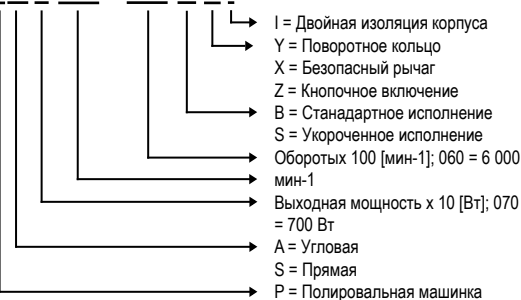 I = Двойная изоляция корпуса
Y = Поворотное кольцо
X = Безопасный рычаг
Z = Кнопочное включение
B = Станадартное исполнение
S = Укороченное исполнение
Оборотых 100 [мин-1]; 060 = 6 000
мин-1
Выходная мощность x 10 [Вт]; 070
= 700 Вт
A = Угловая
S = Прямая
P = Полировальная машинка